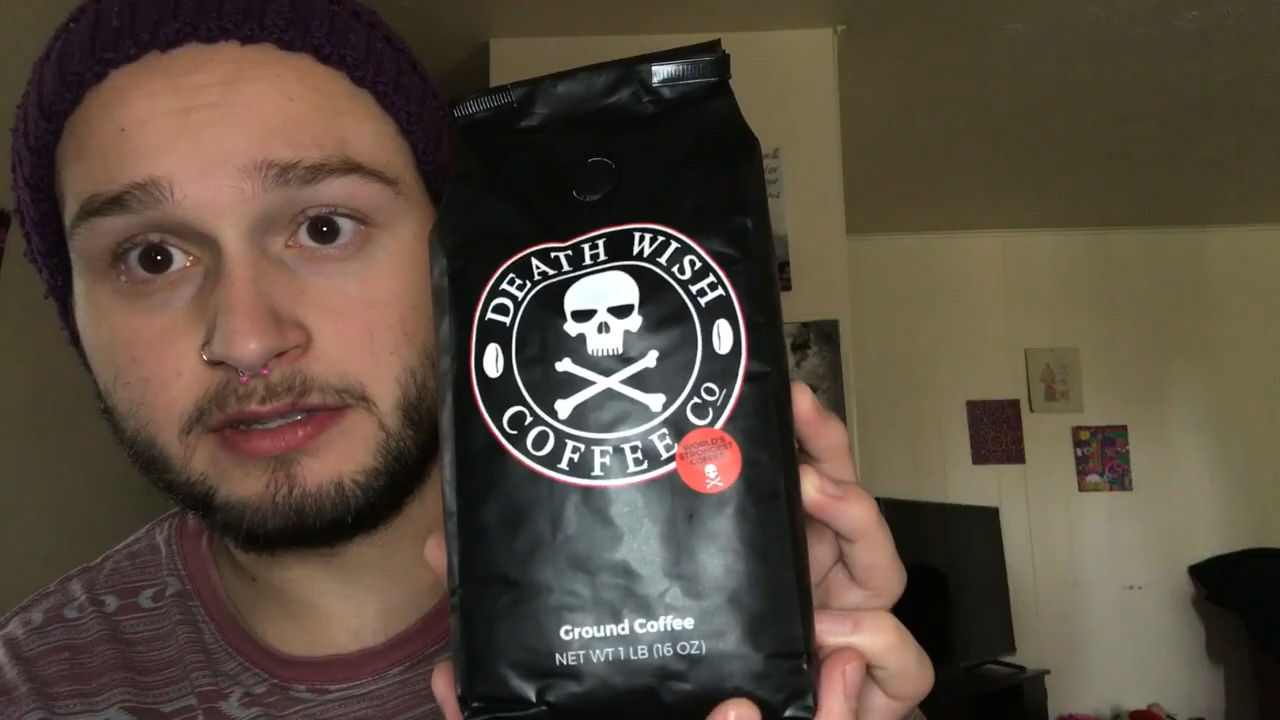 DEATH WISH
COFFEE CO
WORLD'S
STRONGEST
COFFEE
Ground Coffee
NET WT 1 LB (16 OZ)